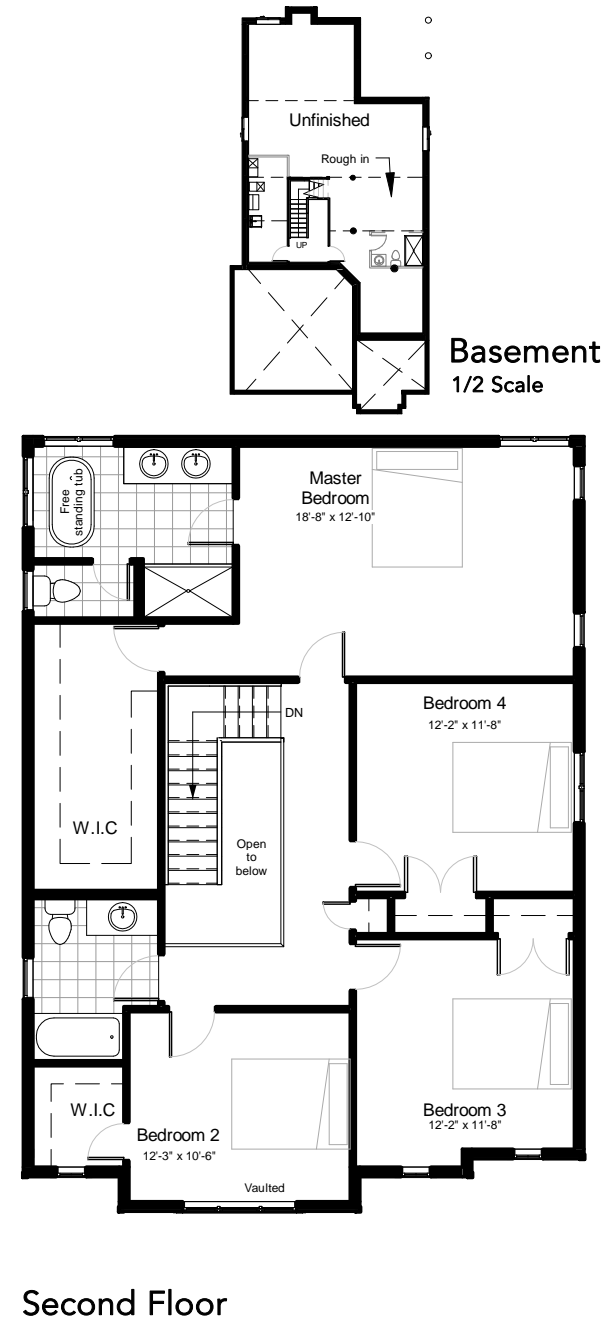 Unfinished
Rough in
UP
Basement
1/2 Scale
Free
standing tub
Master
Bedroom
18'-8" x 12'-10"
Bedroom 4
12'-2" x 11'-8"
DN
W.I.C
Open
to
below
W.I.C
Bedroom 2
12'-3" x 10'-6"
Bedroom 3
12'-2" x 11'-8"
Vaulted
Second Floor